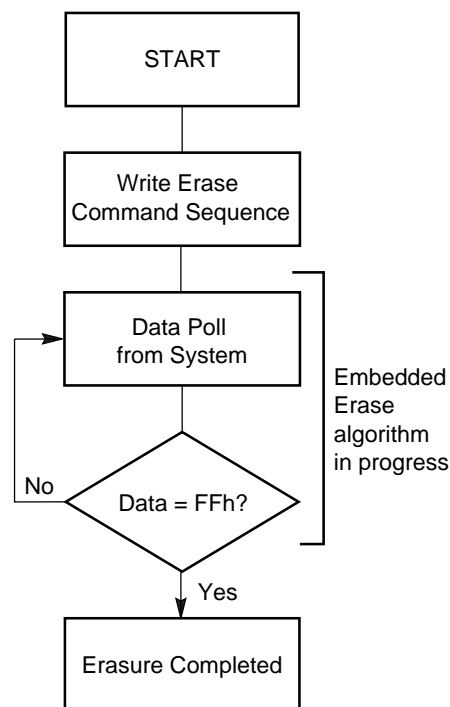 START
Write Erase
Command Sequence
Data Poll
from System
Embedded
Erase
algorithm
in progress
No
Data = FFh?
Yes
Erasure Completed